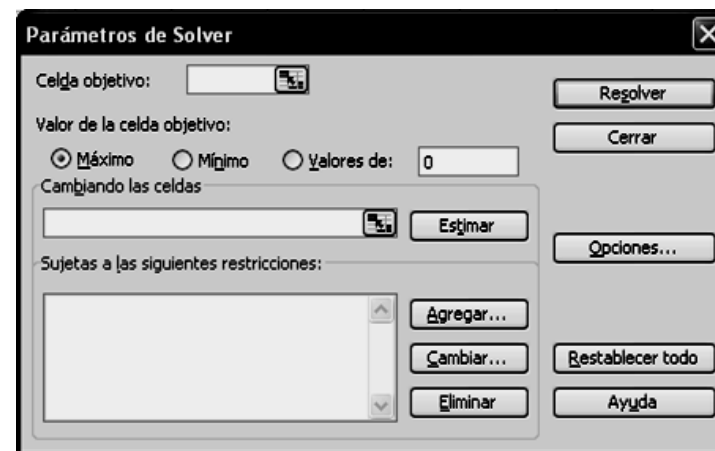 Parámetros de Solver
Celda objetivo:
Resolver
Valor de la celda objetivo:
Cerrar
Máximo Mínimo Valores de: 0
Cambiando las celdas
Estimar
Opciones...
Sujetas a las siguientes restricciones:
Agregar...
Cambiar... Restablecer todo
Eliminar Ayuda